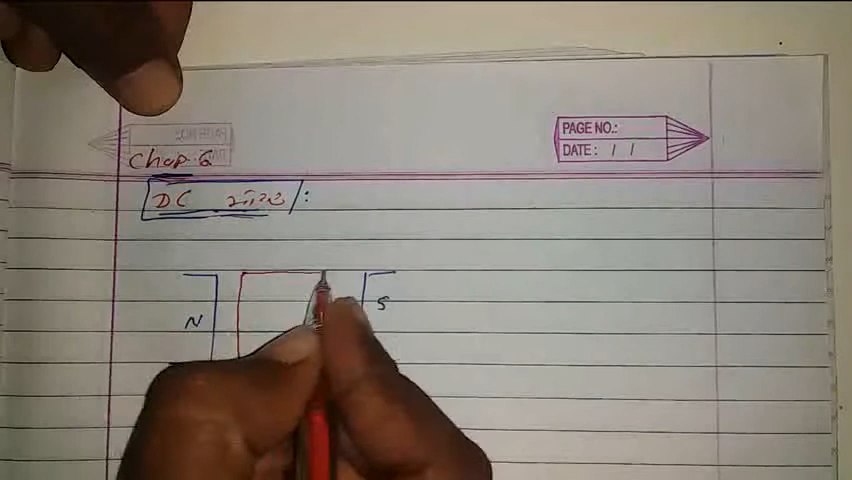 PAGE NO.:
DATE: / /
Chap-6
DC :
N
S